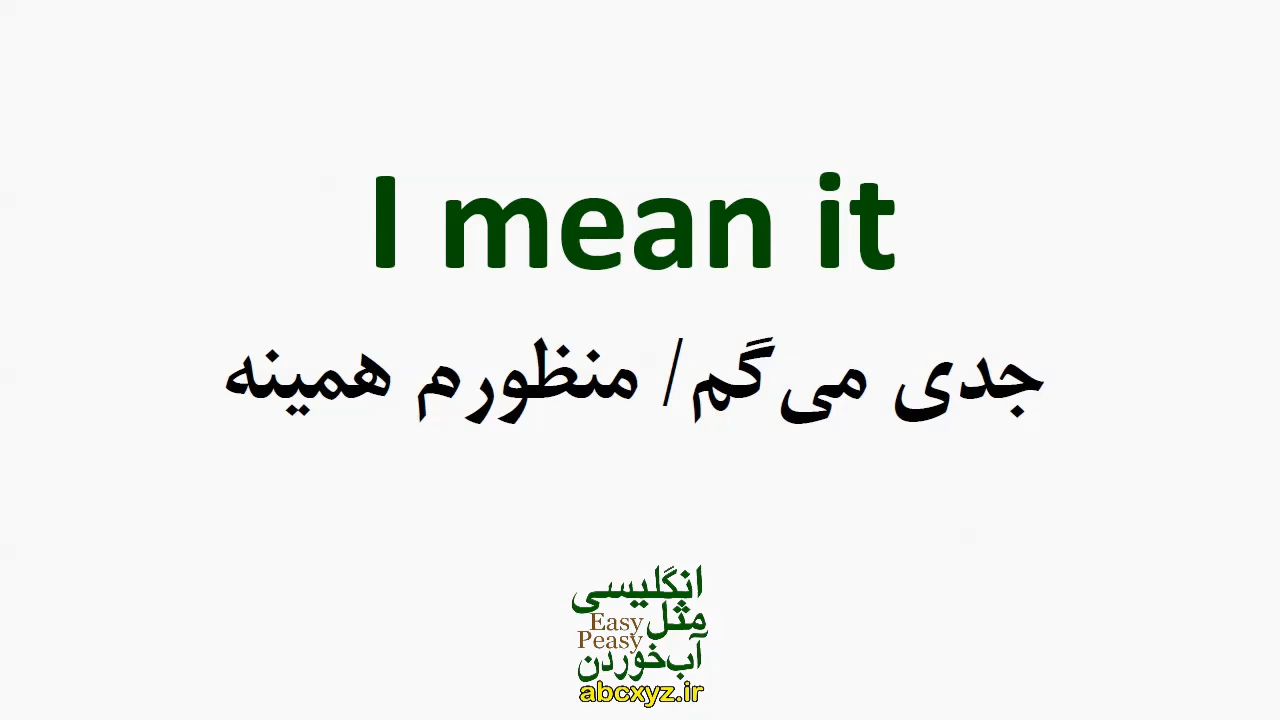 I mean it
جدی می‌گم/ منظورم همینه
انگلیسی
مثل Easy
Peasy
آب‌خوردن
abcxyz.ir